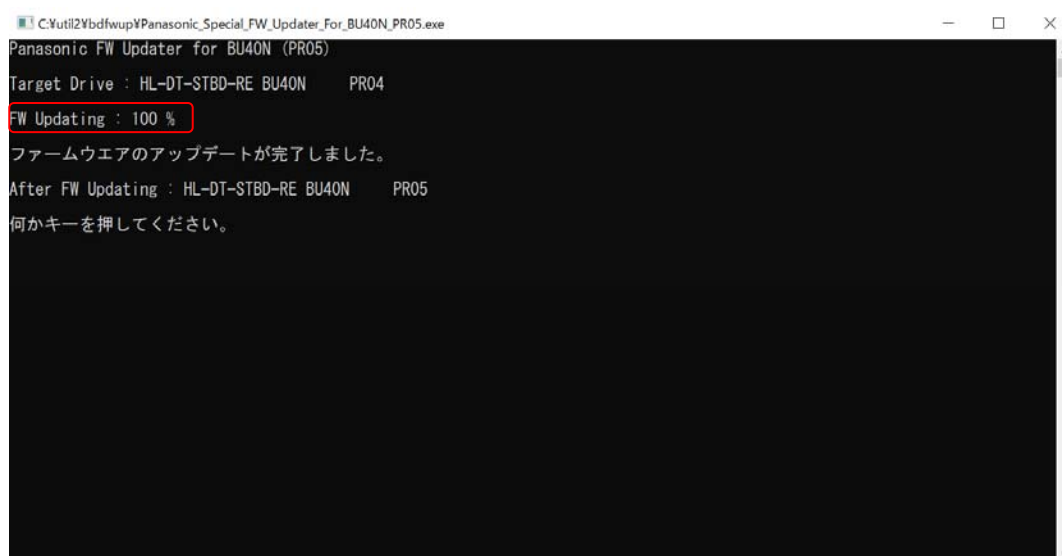 C:¥util2¥bdfwup¥Panasonic_Special_FW_Updater_For_BU40N_PR05.exe
Panasonic FW Updater for BU40N (PR05)
Target Drive : HL-DT-STBD-RE BU40N     PR04
FW Updating : 100 %
ファームウエアのアップデートが完了しました。
After FW Updating : HL-DT-STBD-RE BU40N     PR05
何かキーを押してください。